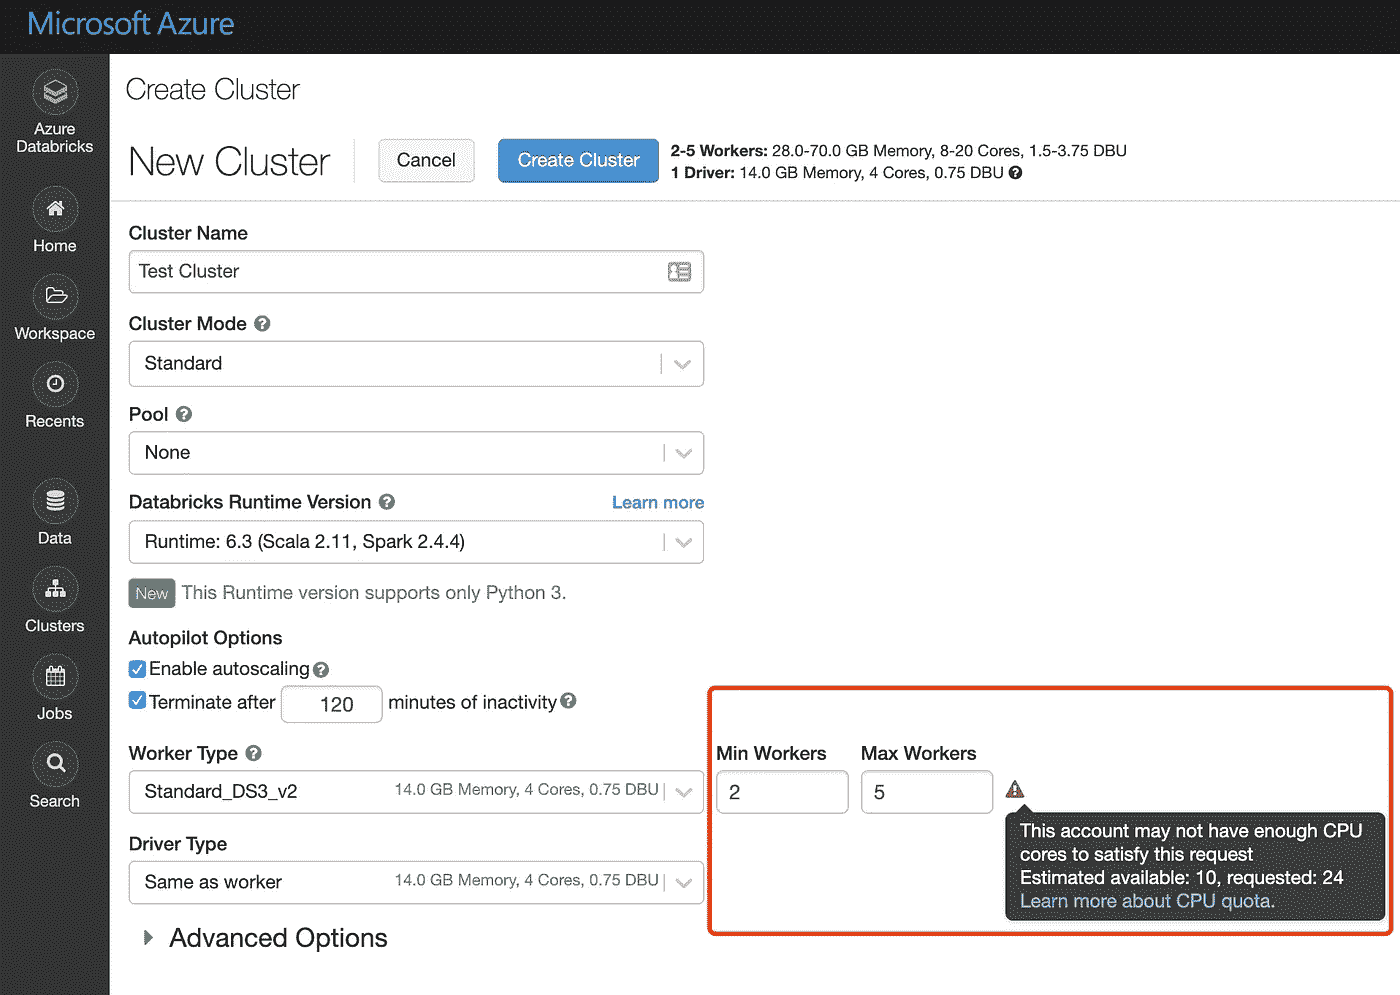 Microsoft Azure
Azure
Databricks
Home
Workspace
Recents
Data
Clusters
Jobs
Search
Create Cluster
New Cluster
Cancel
Create Cluster
2-5 Workers: 28.0-70.0 GB Memory, 8-20 Cores, 1.5-3.75 DBU
1 Driver: 14.0 GB Memory, 4 Cores, 0.75 DBU ?
Cluster Name
Test Cluster
Cluster Mode ?
Standard
Pool ?
None
Databricks Runtime Version ? Learn more
Runtime: 6.3 (Scala 2.11, Spark 2.4.4)
New This Runtime version supports only Python 3.
Autopilot Options
Enable autoscaling ?
Terminate after 120 minutes of inactivity ?
Worker Type ? Min Workers Max Workers
Standard_DS3_v2 14.0 GB Memory, 4 Cores, 0.75 DBU 2 5
This account may not have enough CPU
cores to satisfy this request
Estimated available: 10, requested: 24
Learn more about CPU quota.
Driver Type
Same as worker 14.0 GB Memory, 4 Cores, 0.75 DBU
Advanced Options